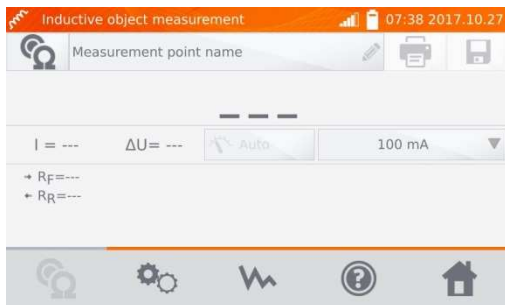 Inductive object measurement 07:38 2017.10.27
Measurement point name
---
I = --- ΔU= --- Auto 100 mA
→ RF=---
← RR=---